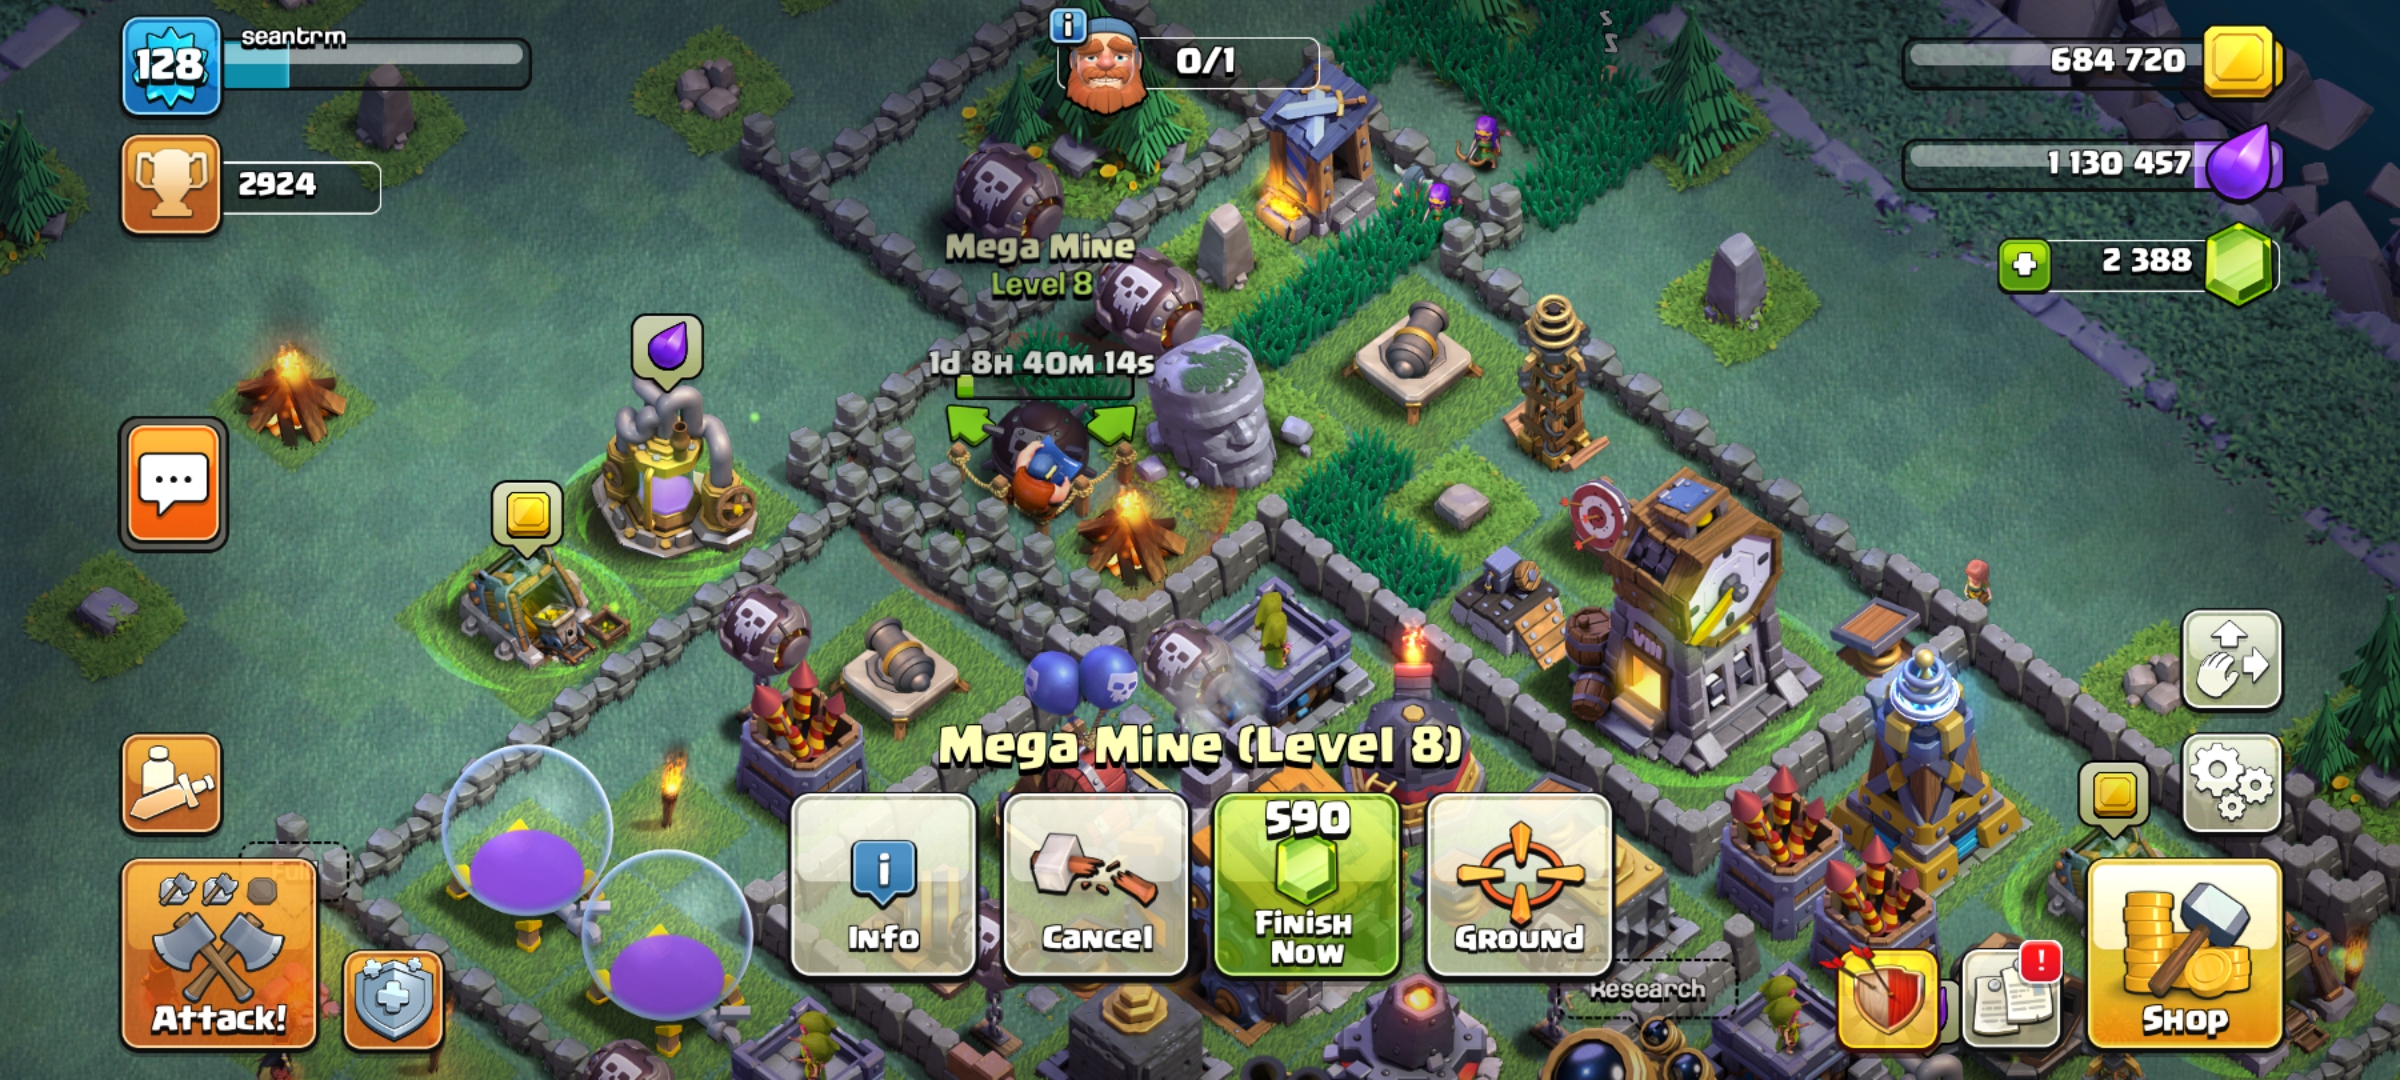 128
seantrm
0/1
684 720
1 130 457
2924
2 388
Mega Mine
Level 8
1d 8h 40m 14s
VIII
Mega Mine (Level 8)
590
Info
Cancel
Finish
Now
Ground
Research
!
Attack!
Shop